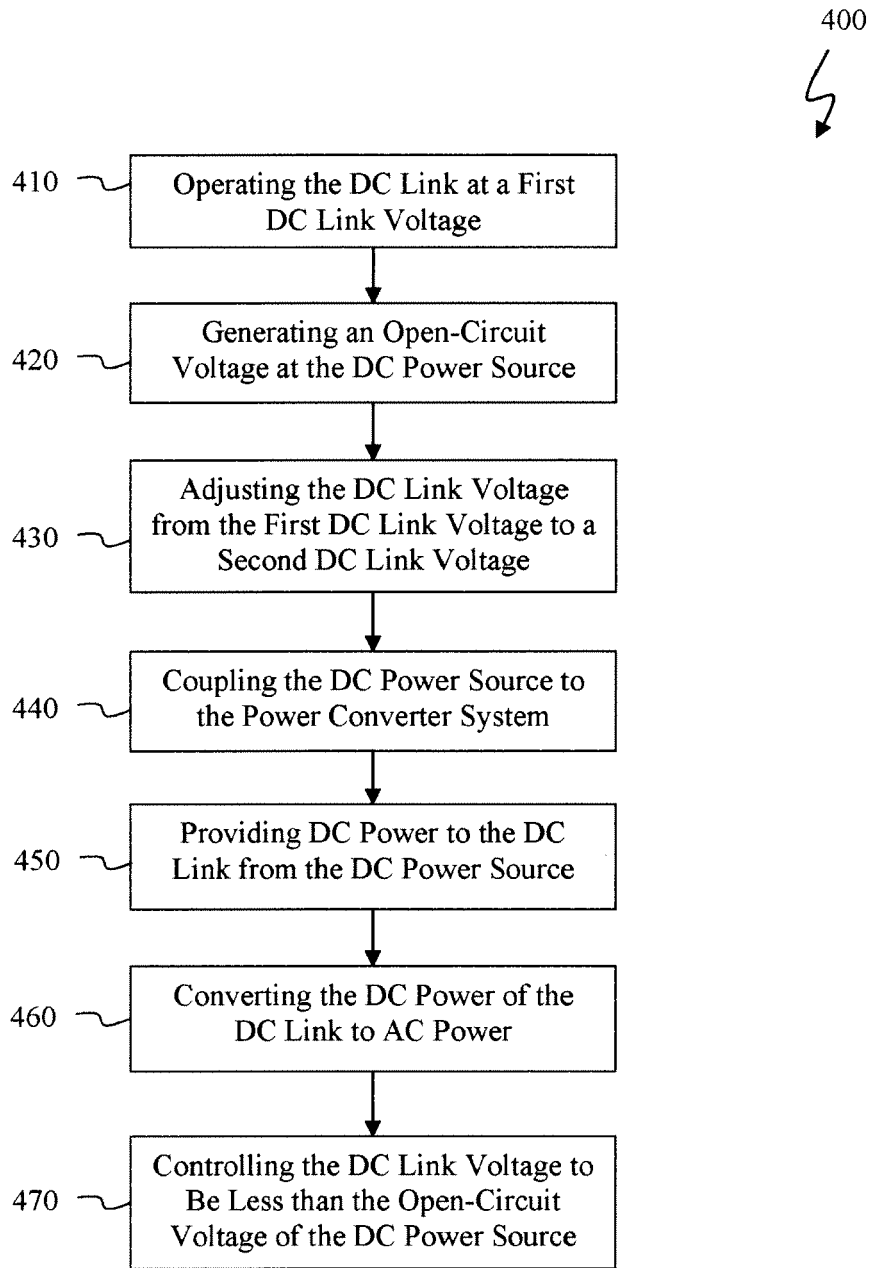 400
410
Operating the DC Link at a First
DC Link Voltage
420
Generating an Open-Circuit
Voltage at the DC Power Source
430
Adjusting the DC Link Voltage
from the First DC Link Voltage to a
Second DC Link Voltage
440
Coupling the DC Power Source to
the Power Converter System
450
Providing DC Power to the DC
Link from the DC Power Source
460
Converting the DC Power of the
DC Link to AC Power
470
Controlling the DC Link Voltage to
Be Less than the Open-Circuit
Voltage of the DC Power Source